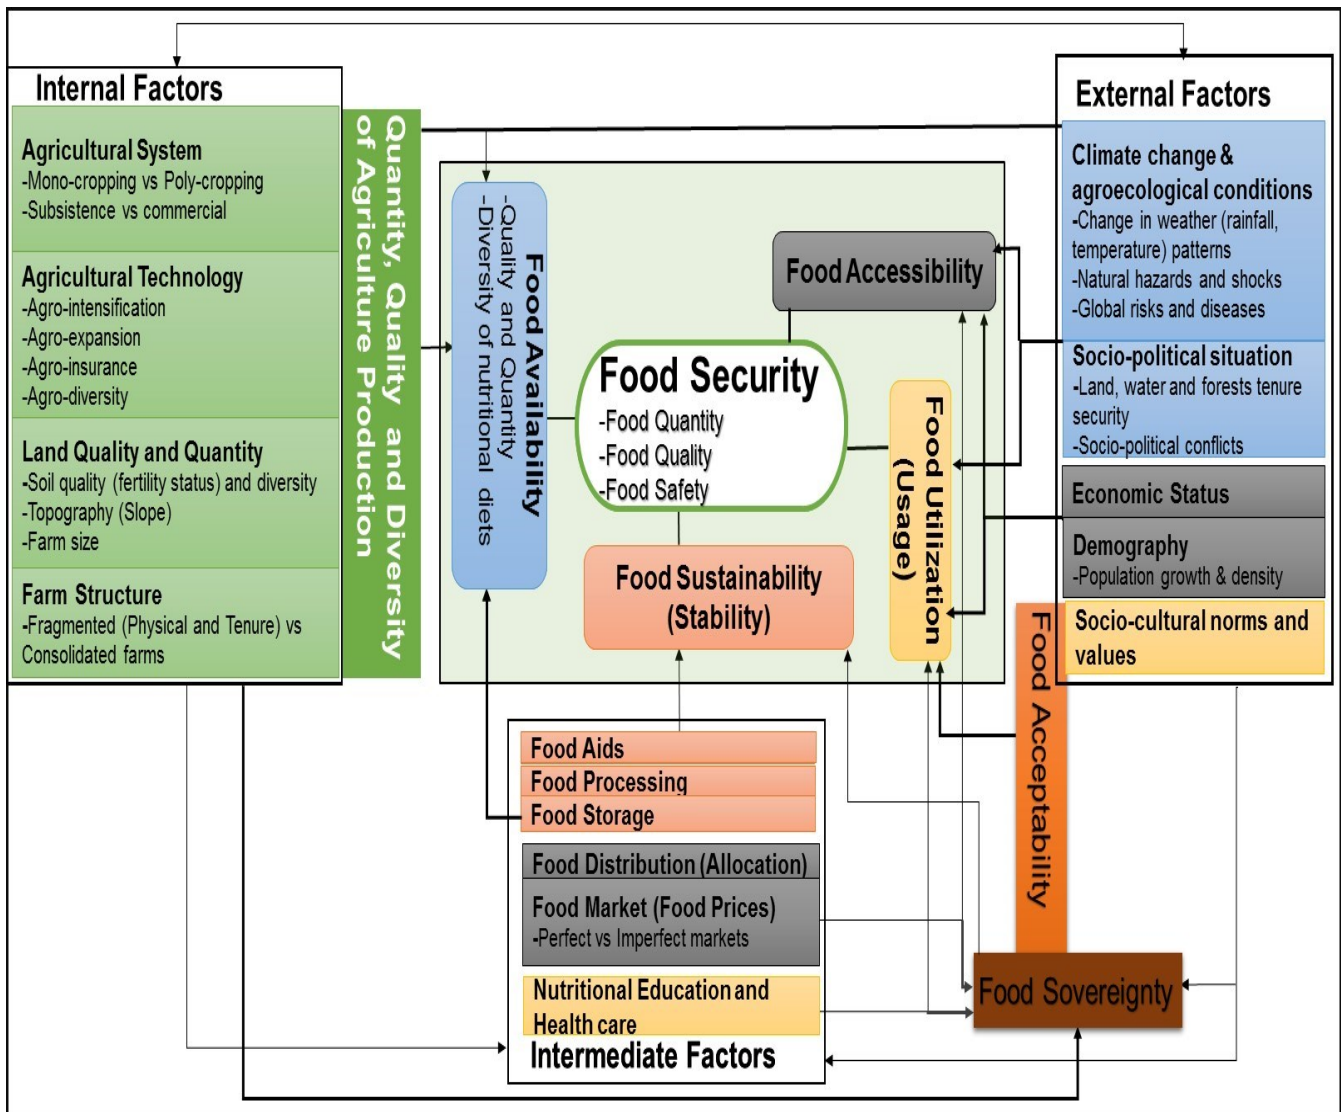 Internal Factors
Agricultural System
-Mono-cropping vs Poly-cropping
-Subsistence vs commercial
Agricultural Technology
-Agro-intensification
-Agro-expansion
-Agro-insurance
-Agro-diversity
Land Quality and Quantity
-Soil quality (fertility status) and diversity
-Topography (Slope)
-Farm size
Farm Structure
-Fragmented (Physical and Tenure) vs
Consolidated farms
Quantity, Quality and Diversity
of Agriculture Production
Food Availability
-Quality and Quantity
-Diversity of nutritional diets
Food Accessibility
Food Security
-Food Quantity
-Food Quality
-Food Safety
Food Utilization
(Usage)
Food Sustainability
(Stability)
External Factors
Climate change &
agroecological conditions
-Change in weather (rainfall,
temperature) patterns
-Natural hazards and shocks
-Global risks and diseases
Socio-political situation
-Land, water and forests tenure
security
-Socio-political conflicts
Economic Status
Demography
-Population growth & density
Socio-cultural norms and
values
Food Acceptability
Food Sovereignty
Food Aids
Food Processing
Food Storage
Food Distribution (Allocation)
Food Market (Food Prices)
-Perfect vs Imperfect markets
Nutritional Education and
Health care
Intermediate Factors